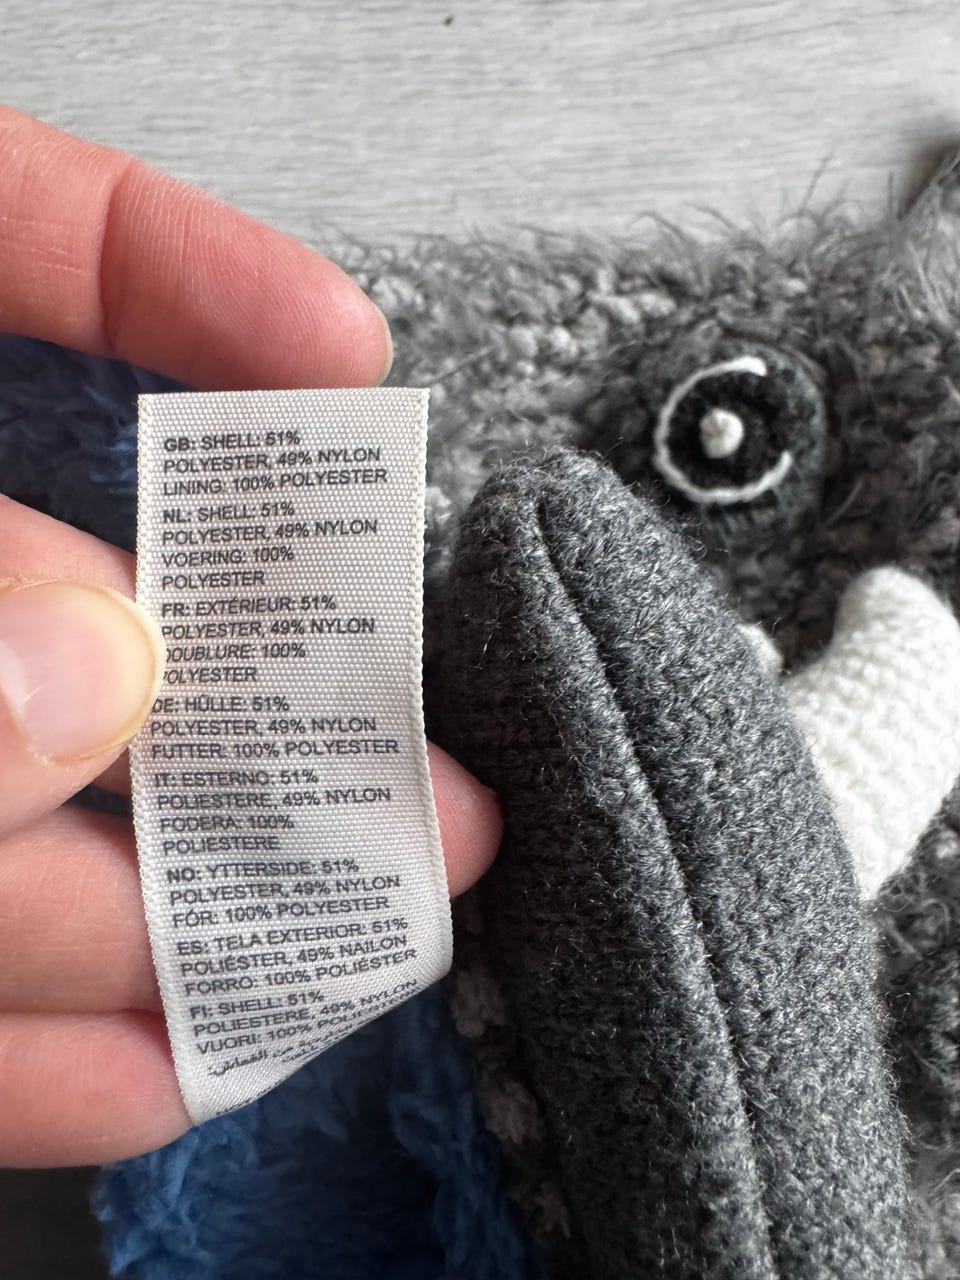 GB: SHELL: 51%
POLYESTER, 49% NYLON
LINING: 100% POLYESTER
NL: SHELL: 51%
POLYESTER, 49% NYLON
VOERING: 100%
POLYESTER
FR: EXTÉRIEUR: 51%
POLYESTER, 49% NYLON
DOUBLURE: 100%
POLYESTER
DE: HÜLLE: 51%
POLYESTER, 49% NYLON
FUTTER: 100% POLYESTER
IT: ESTERNO: 51%
POLIESTERE, 49% NYLON
FODERA: 100%
POLIESTERE
NO: YTTERSIDE: 51%
POLYESTER, 49% NYLON
FÓR: 100% POLYESTER
ES: TELA EXTERIOR: 51%
POLIÉSTER, 49% NAILON
FORRO: 100% POLIÉSTER
FI: SHELL: 51%
POLIESTERE, 49% NYLON
VUORI: 100%